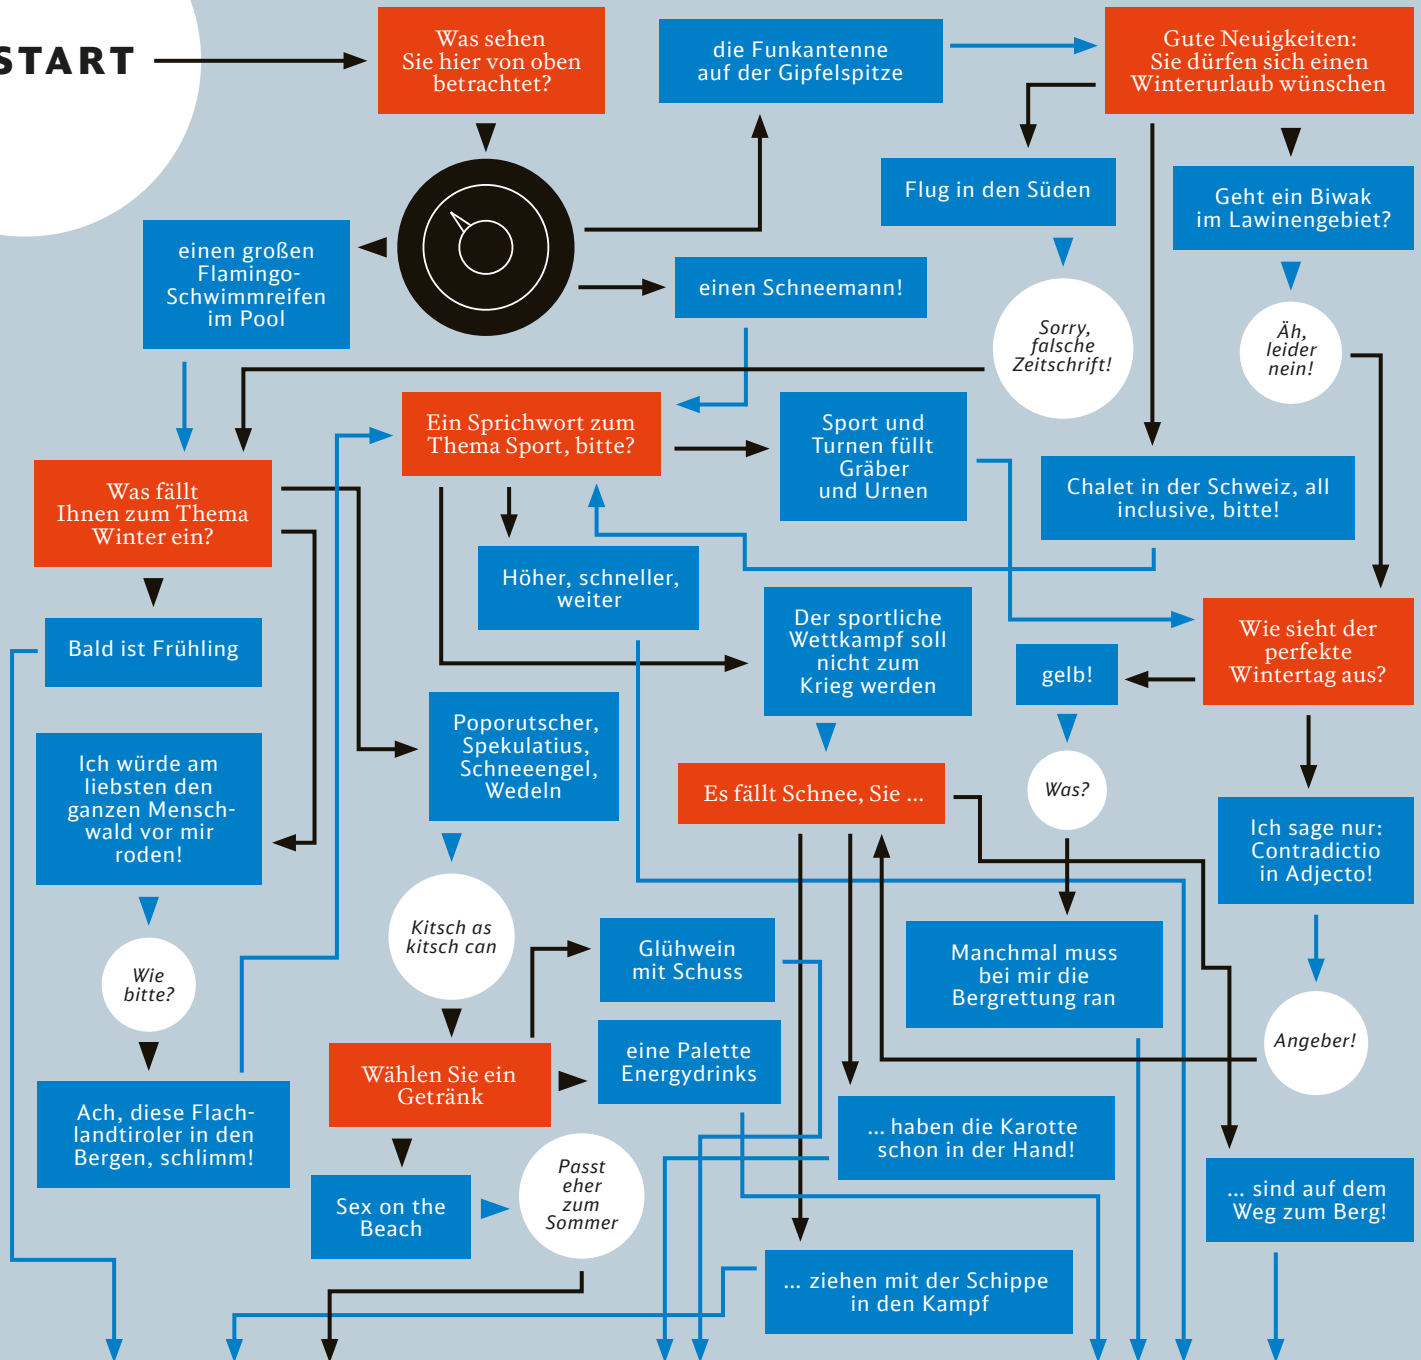 START
Was sehen
Sie hier von oben
betrachtet?
die Funkantenne
auf der Gipfelspitze
Gute Neuigkeiten:
Sie dürfen sich einen
Winterurlaub wünschen
Flug in den Süden
Geht ein Biwak
im Lawinengebiet?
einen großen
Flamingo-
Schwimmreifen
im Pool
einen Schneemann!
Sorry,
falsche
Zeitschrift!
Äh,
leider
nein!
Ein Sprichwort zum
Thema Sport, bitte?
Sport und
Turnen füllt
Gräber
und Urnen
Chalet in der Schweiz, all
inclusive, bitte!
Was fällt
Ihnen zum Thema
Winter ein?
Höher, schneller,
weiter
Der sportliche
Wettkampf soll
nicht zum
Krieg werden
Wie sieht der
perfekte
Wintertag aus?
Bald ist Frühling
gelb!
Poporutscher,
Spekulatius,
Schneeengel,
Wedeln
Ich würde am
liebsten den
ganzen Mensch-
wald vor mir
roden!
Es fällt Schnee, Sie ...
Was?
Ich sage nur:
Contradictio
in Adjecto!
Kitsch as
kitsch can
Glühwein
mit Schuss
Manchmal muss
bei mir die
Bergrettung ran
Wie
bitte?
Angeber!
Wählen Sie ein
Getränk
eine Palette
Energydrinks
Ach, diese Flach-
landtiroler in den
Bergen, schlimm!
... haben die Karotte
schon in der Hand!
Passt
eher
zum
Sommer
Sex on the
Beach
... sind auf dem
Weg zum Berg!
... ziehen mit der Schippe
in den Kampf